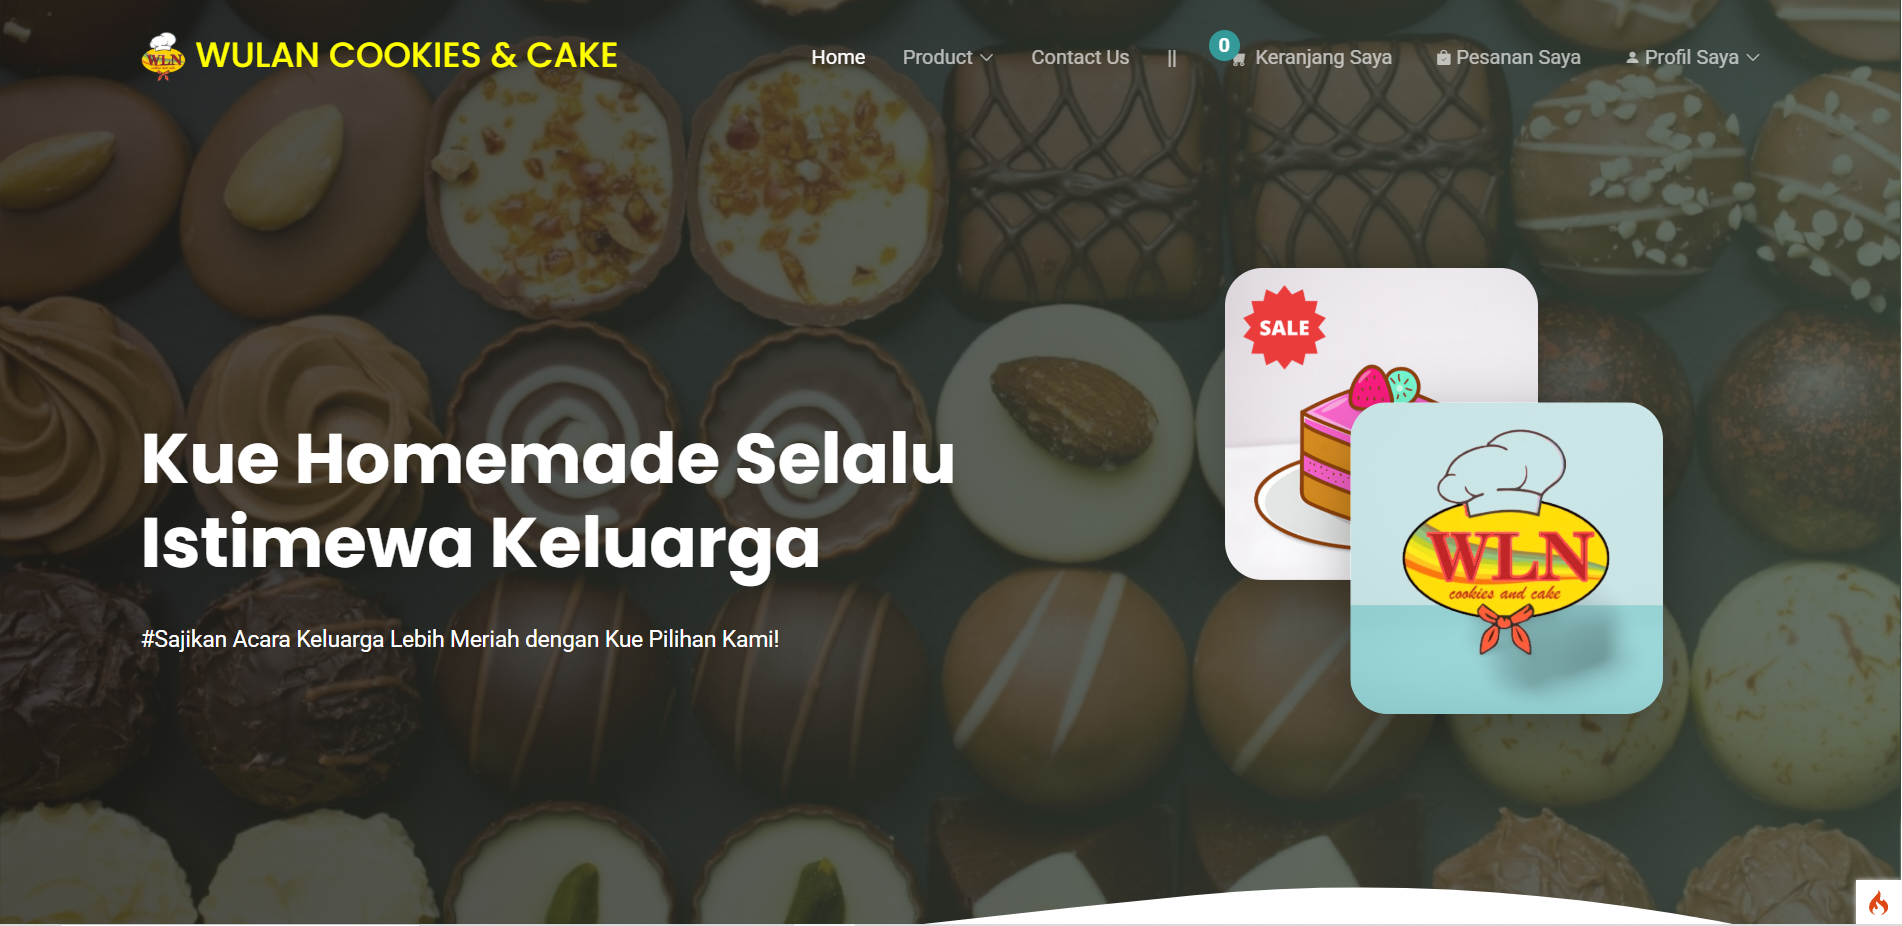 WLN
WULAN COOKIES & CAKE
Home
Product
Contact Us
||
0
Keranjang Saya
Pesanan Saya
Profil Saya
SALE
Kue Homemade Selalu
Istimewa Keluarga
WLN
cookies and cake
#Sajikan Acara Keluarga Lebih Meriah dengan Kue Pilihan Kami!